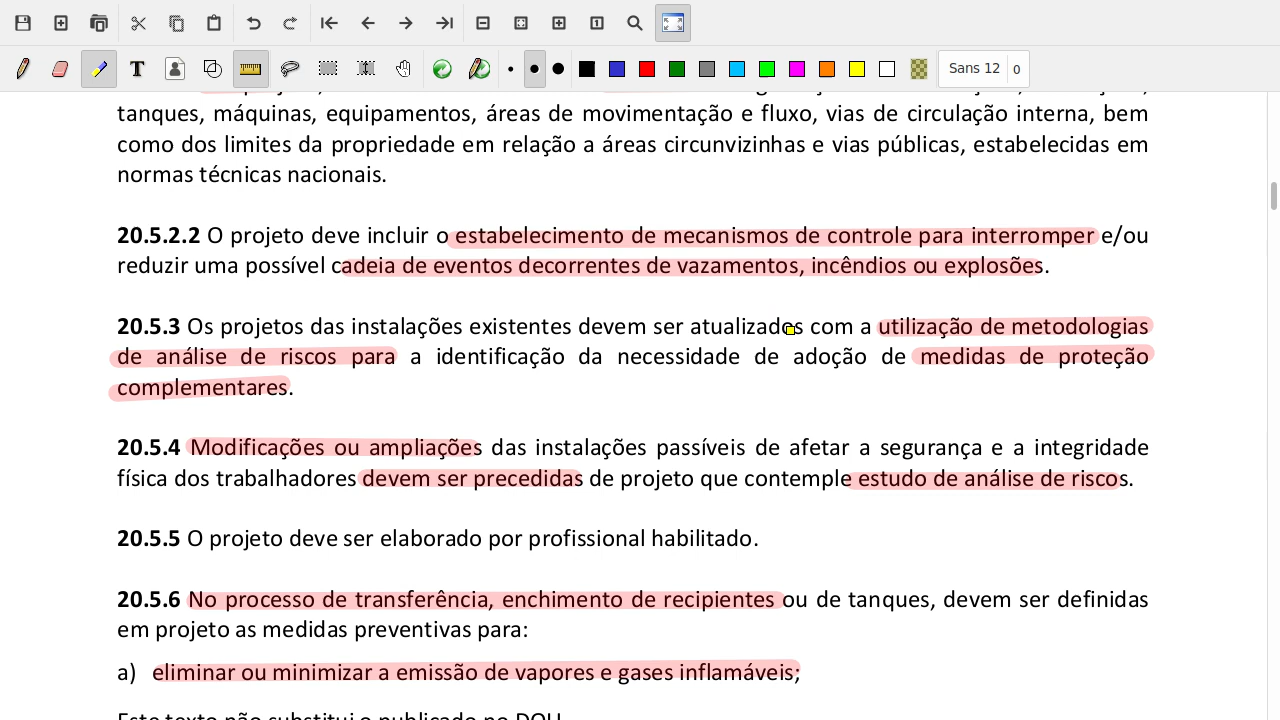 T
1
Sans 12
0
tanques, máquinas, equipamentos, áreas de movimentação e fluxo, vias de circulação interna, bem
como dos limites da propriedade em relação a áreas circunvizinhas e vias públicas, estabelecidas em
normas técnicas nacionais.
20.5.2.2 O projeto deve incluir o estabelecimento de mecanismos de controle para interromper e/ou
reduzir uma possível cadeia de eventos decorrentes de vazamentos, incêndios ou explosões.
20.5.3 Os projetos das instalações existentes devem ser atualizados com a utilização de metodologias
de análise de riscos para a identificação da necessidade de adoção de medidas de proteção
complementares.
20.5.4 Modificações ou ampliações das instalações passíveis de afetar a segurança e a integridade
física dos trabalhadores devem ser precedidas de projeto que contemple estudo de análise de riscos.
20.5.5 O projeto deve ser elaborado por profissional habilitado.
20.5.6 No processo de transferência, enchimento de recipientes ou de tanques, devem ser definidas
em projeto as medidas preventivas para:
a) eliminar ou minimizar a emissão de vapores e gases inflamáveis;
Este texto não substitui o publicado no DOU